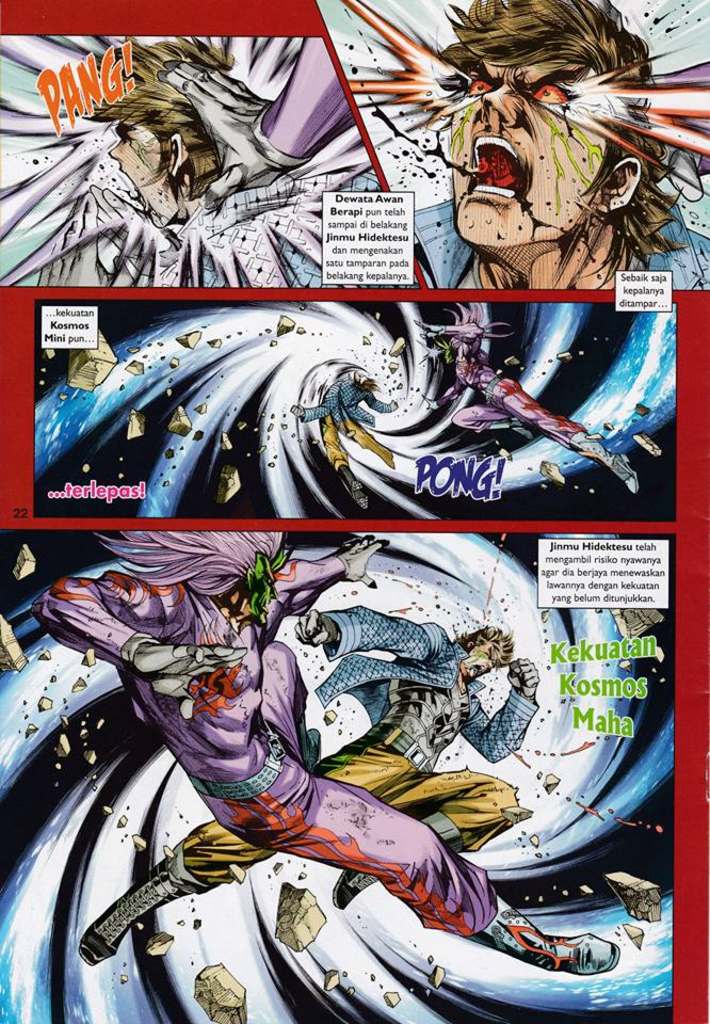 PANG!
Dewata Awan
Berapi pun telah
sampai di belakang
Jinmu Hidektesu
dan mengenakan
satu tamparan pada
belakang kepalanya.
Sebaik saja
kepalanya
ditampar...
...kekuatan
Kosmos
Mini pun...
PONG!
...terlepas!
22
Jinmu Hidektesu telah
mengambil risiko nyawanya
agar dia berjaya menewaskan
lawannya dengan kekuatan
yang belum ditunjukkan.
Kekuatan
Kosmos
Maha